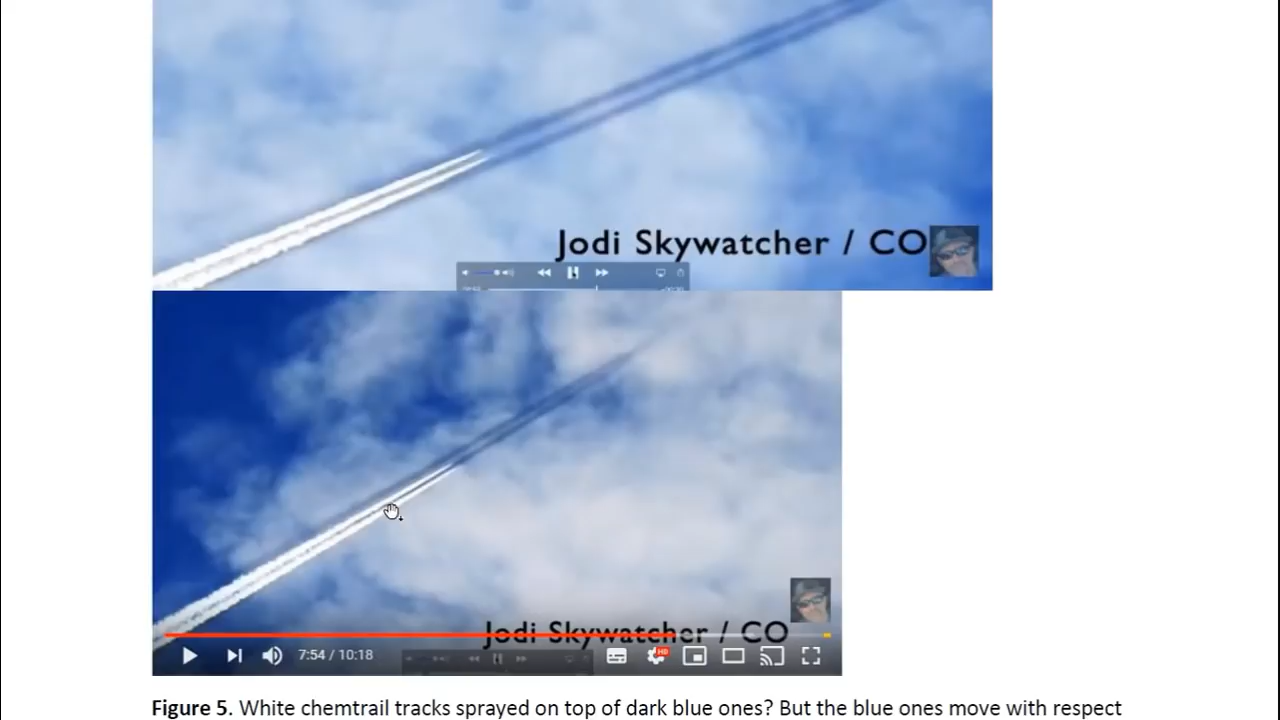 Jodi Skywatcher / CO
Jodi Skywatcher / CO
7:54 / 10:18
HD
Figure 5. White chemtrail tracks sprayed on top of dark blue ones? But the blue ones move with respect